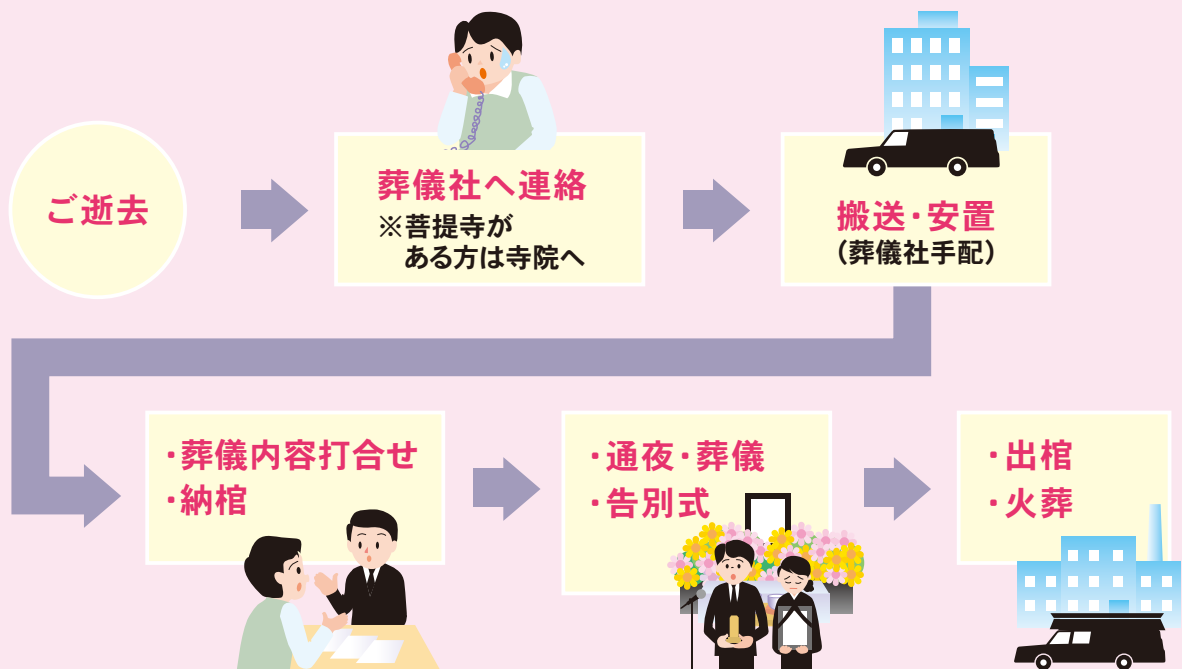 ご逝去
葬儀社へ連絡
※菩提寺が
ある方は寺院へ
搬送・安置
（葬儀社手配）
・葬儀内容打合せ
・納棺
・通夜・葬儀
・告別式
・出棺
・火葬